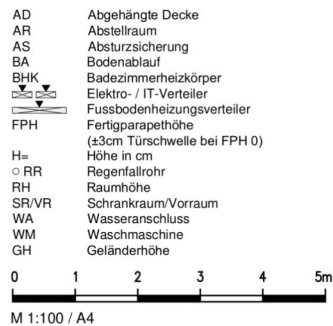 AD Abgehängte Decke
AR Abstellraum
AS Absturzsicherung
BA Bodenablauf
BHK Badezimmerheizkörper
Elektro- / IT-Verteiler
Fussbodenheizungsverteiler
FPH Fertigparapethöhe
(±3cm Türschwelle bei FPH 0)
H= Höhe in cm
○ RR Regenfallrohr
RH Raumhöhe
SR/VR Schrankraum/Vorraum
WA Wasseranschluss
WM Waschmaschine
GH Geländerhöhe
0 1 2 3 4 5m
M 1:100 / A4